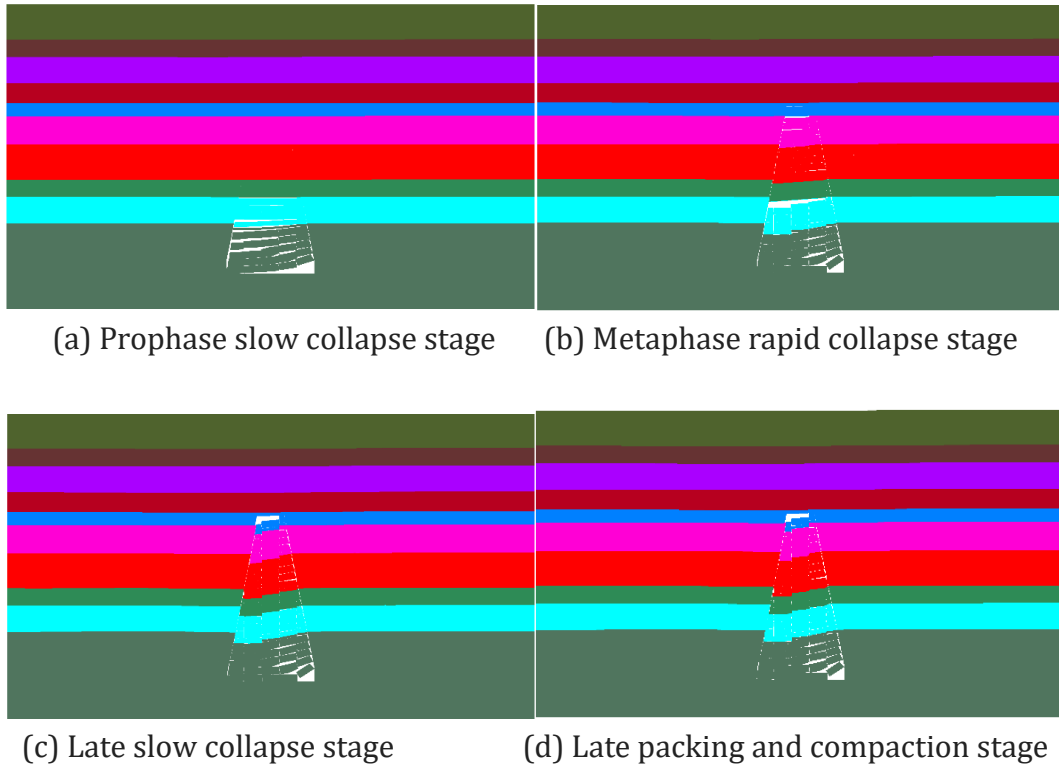 (a) Prophase slow collapse stage
(b) Metaphase rapid collapse stage
(c) Late slow collapse stage
(d) Late packing and compaction stage